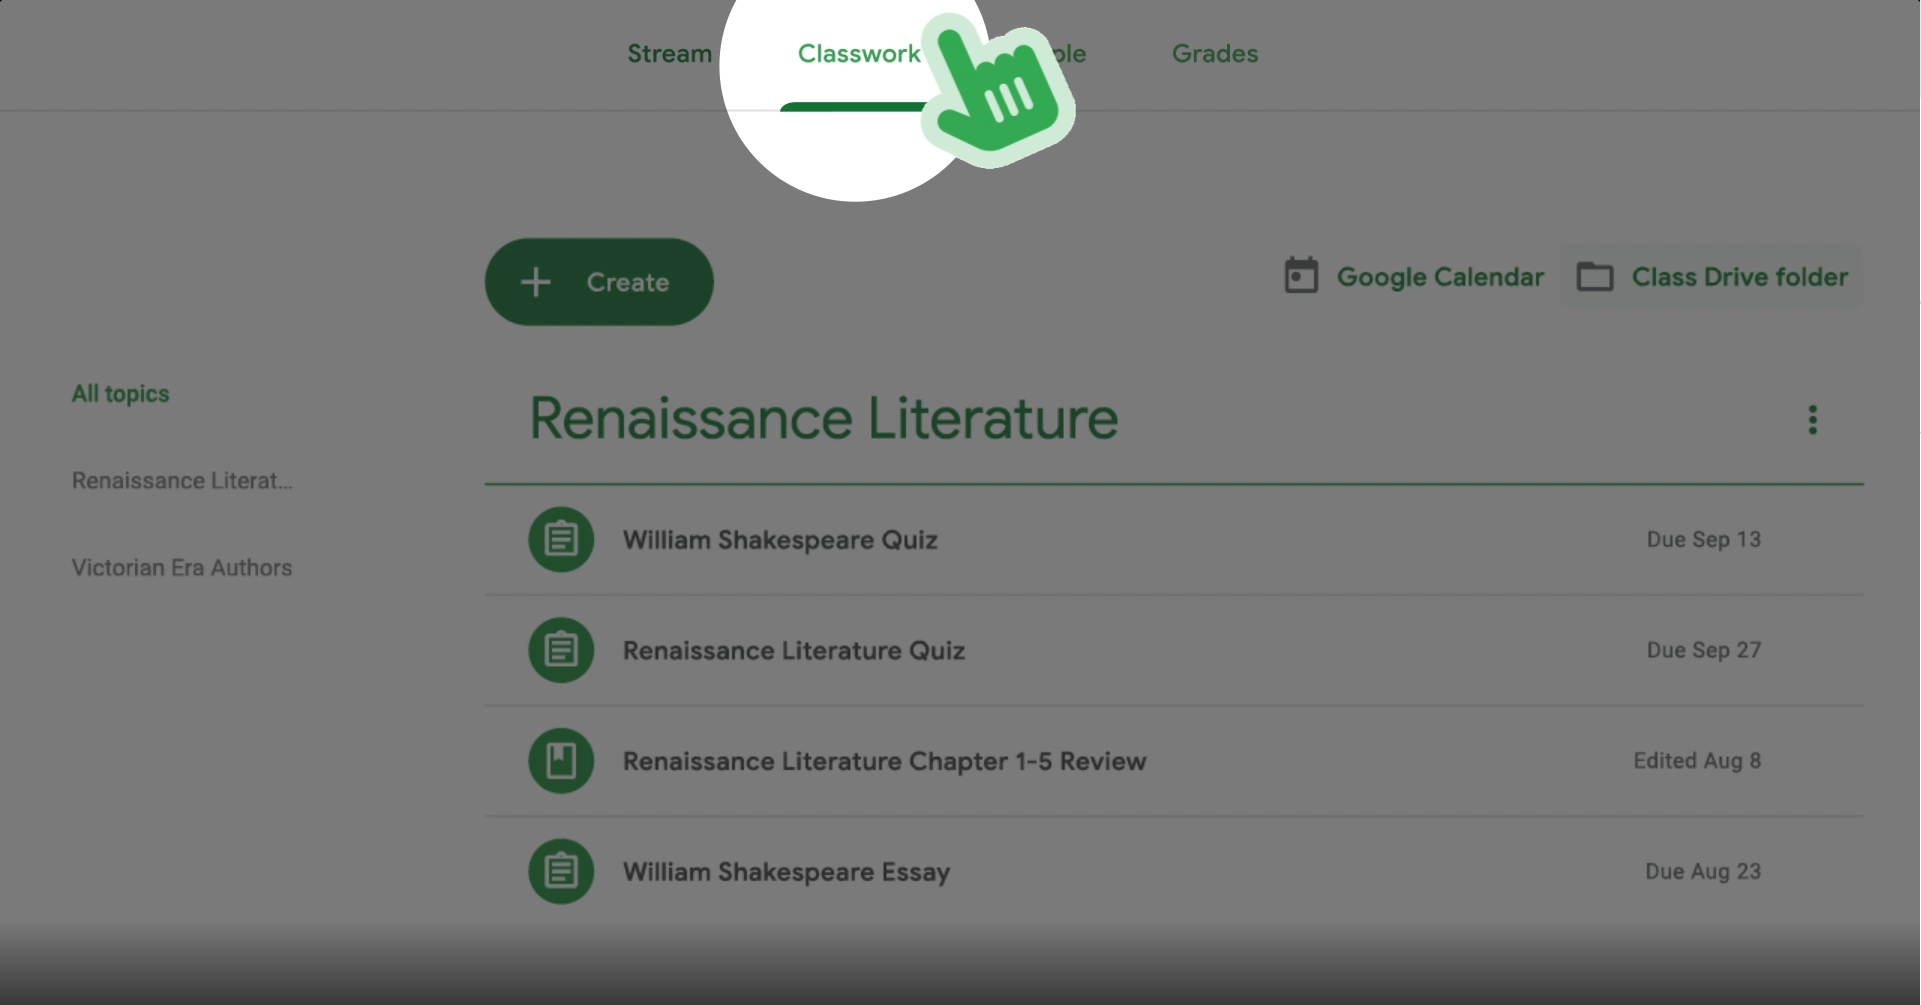 Stream Classwork Grades
Create
Google Calendar Class Drive folder
All topics
Renaissance Literat...
Victorian Era Authors
Renaissance Literature
William Shakespeare Quiz Due Sep 13
Renaissance Literature Quiz Due Sep 27
Renaissance Literature Chapter 1-5 Review Edited Aug 8
William Shakespeare Essay Due Aug 23